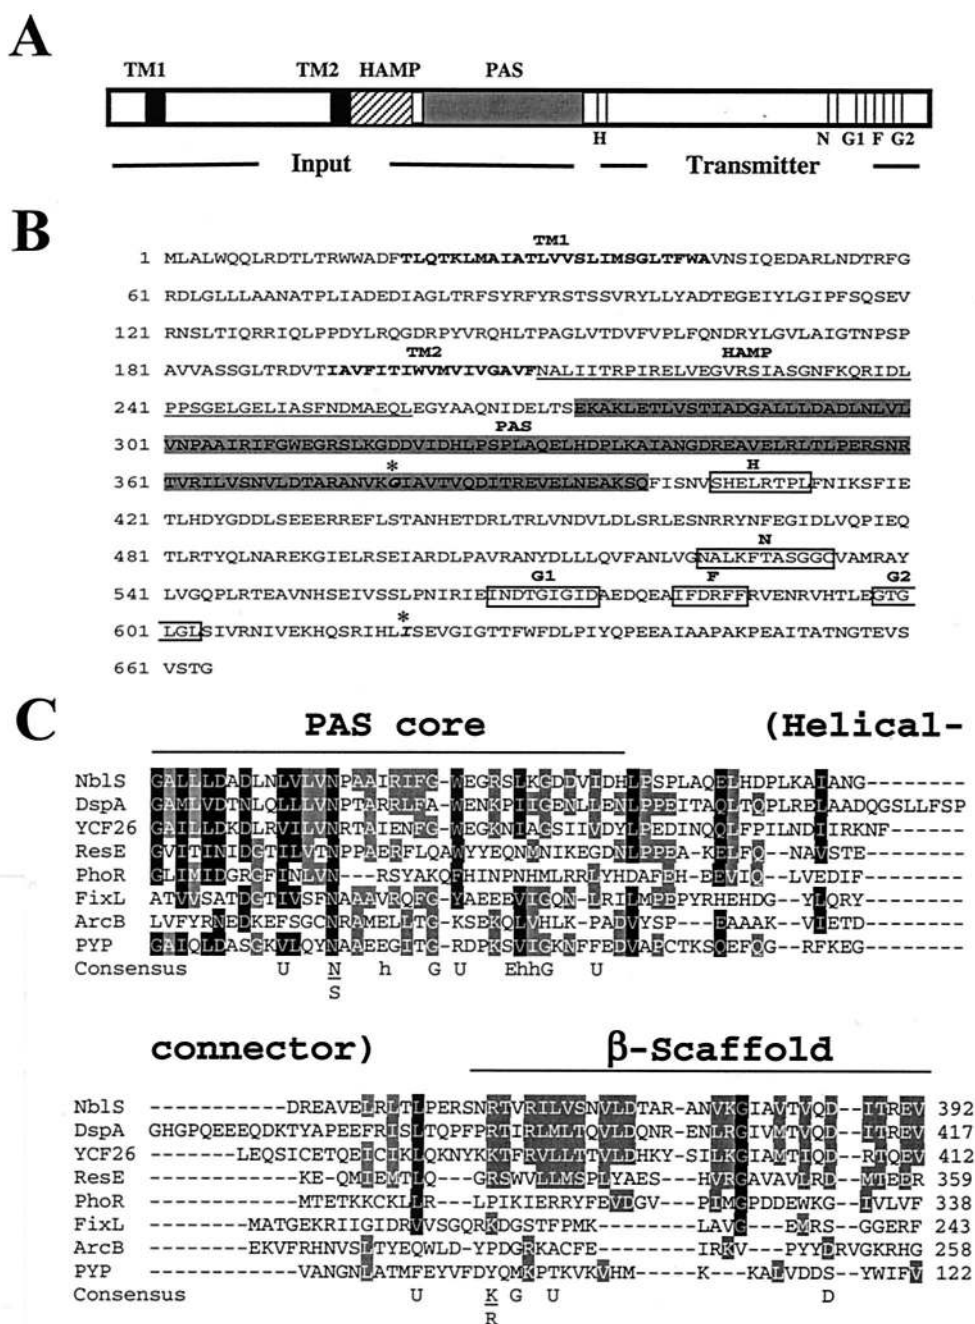 A
TM1 TM2 HAMP PAS
H N G1 F G2
Input Transmitter
B
TM1
1 MLALWQQLRDTLTRWWADFTLQTKLMAIATLVVSLIMSGLTFWAVNSIQEDARLNDTRFG
61 RDLGLLLAANATPLIADEDIAGLTRFSYRFYRSTSSVRYLLYADTEGEIYLGIPFSQSEV
121 RNSLTIQRRIQLPPDYLRQGDRPYVRQHLTPAGLVTDVFVPLFQNDRYLGVLAIGTNPSP
TM2 HAMP
181 AVVASSGLTRDVTIAVFITIWVMVIVGAVFNALIITRPIRELVEGVRSIASGNFKQRIDL
241 PPSGELGELIASFNDMAEQLEGYAAQNIDELTSEKAKLETLVSTIADGALLLDADLNLVL
PAS
301 VNPAAIRIFGWEGRSLKGDDVIDHLPSPLAQELHDPLKAIANGDREAVELRLTLPERSNR
* H
361 TVRILVSNVLDTARANVKGIAVTVQDITREVELNEAKSQFISNVSHELRTPLFNIKSFIE
421 TLHDYGDDLSEEERREFLSTANHETDRLTRLVNDVLDLSRLESNRRYNFEGIDLVQPIEQ
N
481 TLRTYQLNAREKGIELRSEIARDLPAVRANYDLLLQVFANLVGNALKFTASGGQVAMRAY
G1 F G2
541 LVGQPLRTEAVNHSEIVSSLPNIRIEINDTGIGIDAEDQEAIFDRFFRVENRVHTLEGTG
*
601 LGLSIVRNIVEKHQSRIHLISEVGIGTTFWFDLPIYQPEEAIAAPAKPEAITATNGTEVS
661 VSTG
C
PAS core (Helical-
NblS GALLLDADLNLVLVNPAAIRIFG-WEGRSLKGDDVIDHLPSPLAQELHDPLKAIANG--------
DspA GAMLVDTNLQLLLVNPTARRLFA-WENKPIIGENLLENLPPEITAQLTQPLRELAADQGSLLFSP
YCF26 GAILLDKDLRVILVNRTAIENFG-WEGKNIAGSIIVDYLPEDINQQLFPILNDIIRKNF------
ResE GVITINIDGTILVTNPPAERFLQAWYYEQNMNIKEGDNLPPEA-KELFQ--NAVSTE--------
PhoR GLIMIDGRGFINLVN---RSYAKQFHINPNHMLRRLYHDAFEH-EEVIQ--LVEDIF--------
FixL ATVVSATDGTIVSFNAAAVRQFG-YAEEEVIGQN-LRILMPEPYRHEHDG--YLQRY--------
ArcB LVFYRNEDKEFSGCNRAMELLTG-KSEKQLVHLK-PADVYSP---EAAAK--VLETD--------
PYP GAIQLDASGKVLQYNAAEEGITG-RDPKSVIGKNFFEDVAPCTKSQEFQG--RFKEG--------
Consensus U N h G U EhhG U
S
connector) β-Scaffold
NblS -----------DREAVELRLTLPERSNRTVRILVSNVLDTAR-ANVKGIAVTVQD--ITREV 392
DspA GHGPQEEEQDKTYAPEEFRISLTQPFPRTIRLMLTQVLDQNR-ENLRGIVMTVQD--ITREV 417
YCF26 -------LEQSICETQEICIKLQKNYKKTFRVLLTTVLDHKY-SILKGIAMTIQD--RTQEV 412
ResE ------------KE-QMIEMTLQ---GRSWVLLMSPLYAES--HVRGAVAVLRD--MTEER 359
PhoR ------------MTETKKCKLLR---LPIKIERRYFEVDGV--PIMGPDDEWKG-IVLVF 338
FixL --------MATGEKRIIGIDRVVSGQRKDGSTFPMK------LAVG---EMRS-GGERF 243
ArcB --------EKVFRHNVSLTYEQWLD-YPDGRKACFE------IRKV---PYYDRVGKRHG 258
PYP ------------VANGNLATMFEYVFDYQMKPTKVKVHM----K---KALVDDS-YWIFV 122
Consensus U K G U D
R